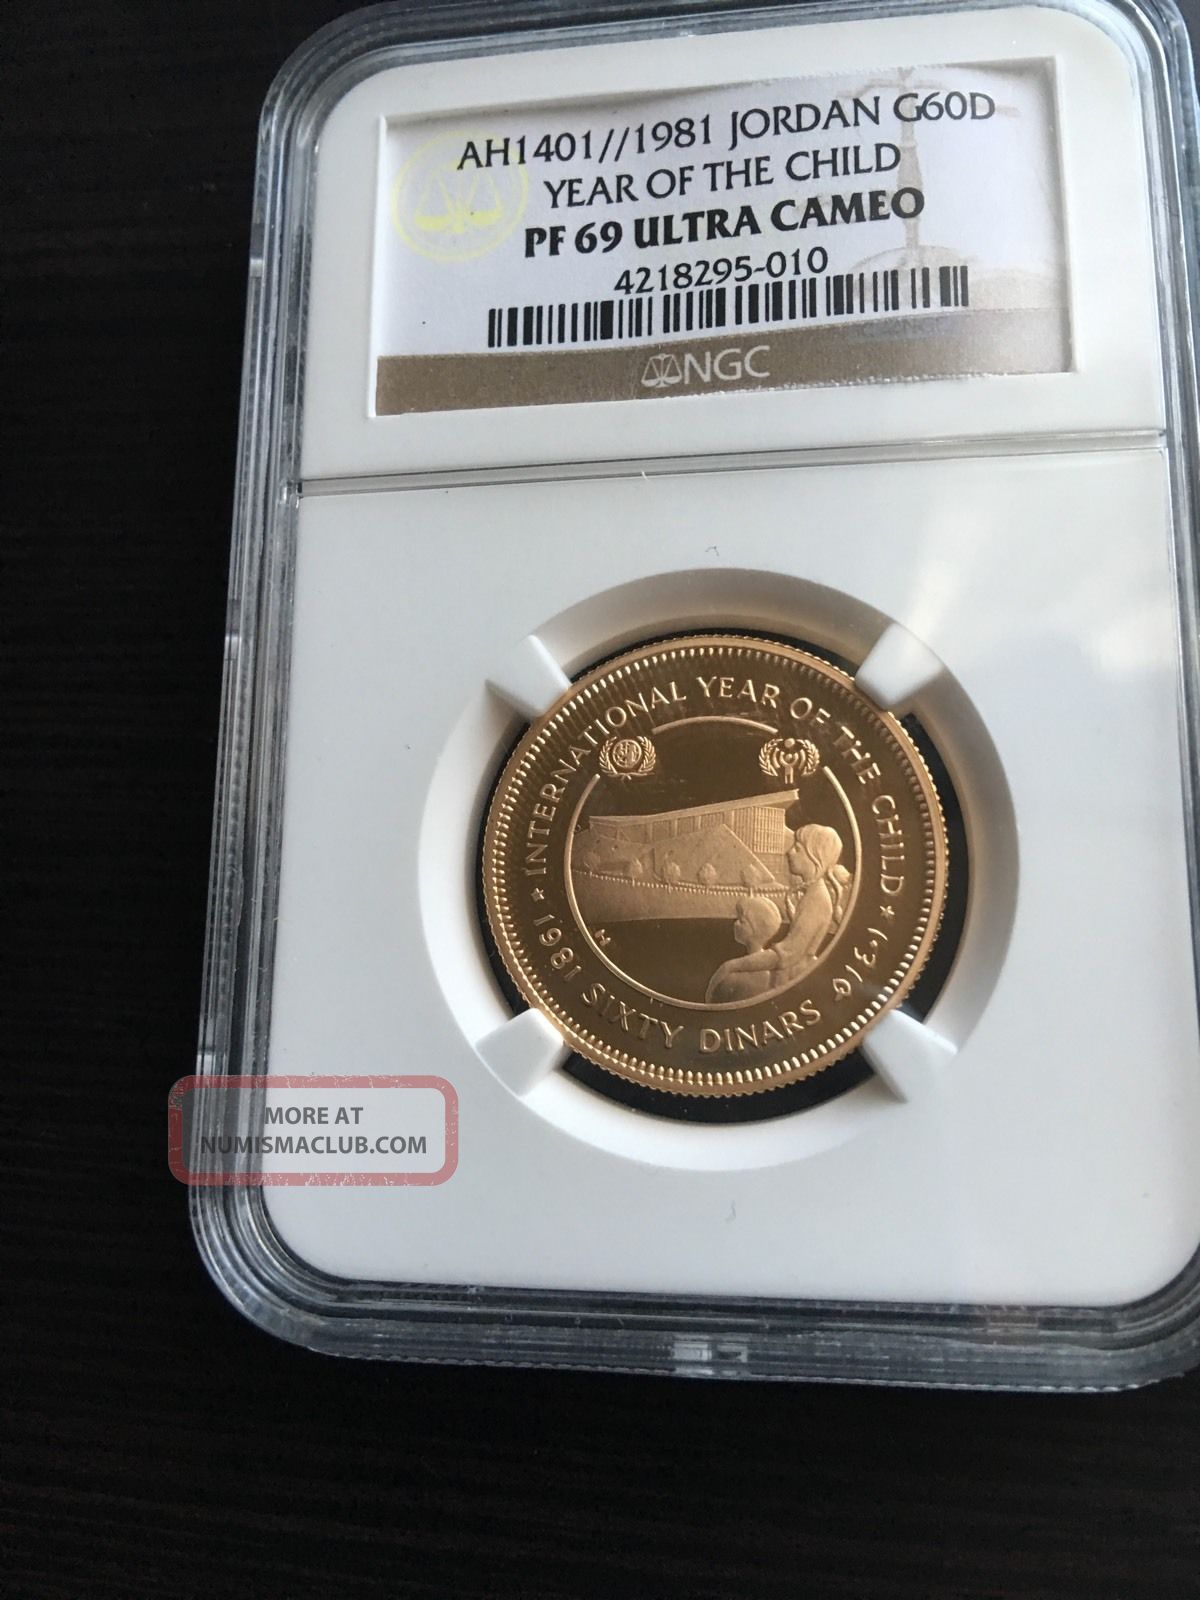 AH1401//1981 JORDAN G60D
YEAR OF THE CHILD
PF 69 ULTRA CAMEO
4218295-010
NGC
INTERNATIONAL YEAR OF THE CHILD
1981 SIXTY DINARS
H
MORE AT
NUMISMACLUB.COM